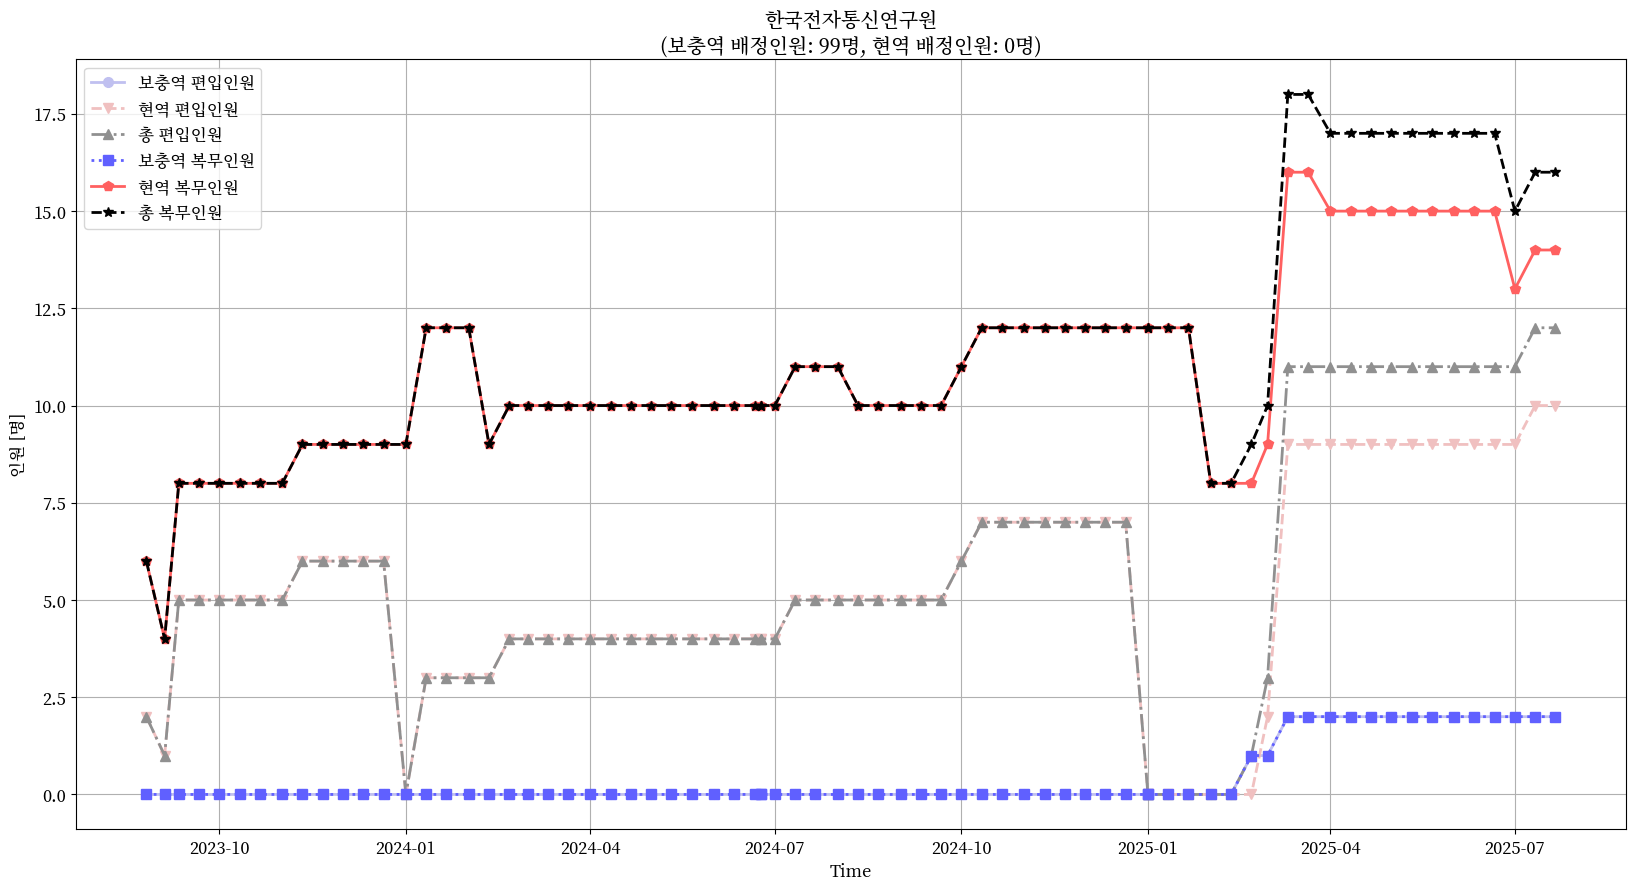 한국전자통신연구원
(보충역 배정인원: 99명, 현역 배정인원: 0명)
보충역 편입인원
현역 편입인원
총 편입인원
보충역 복무인원
현역 복무인원
총 복무인원
17.5
15.0
12.5
10.0
7.5
5.0
2.5
0.0
인원 [명]
2023-10 2024-01 2024-04 2024-07 2024-10 2025-01 2025-04 2025-07
Time